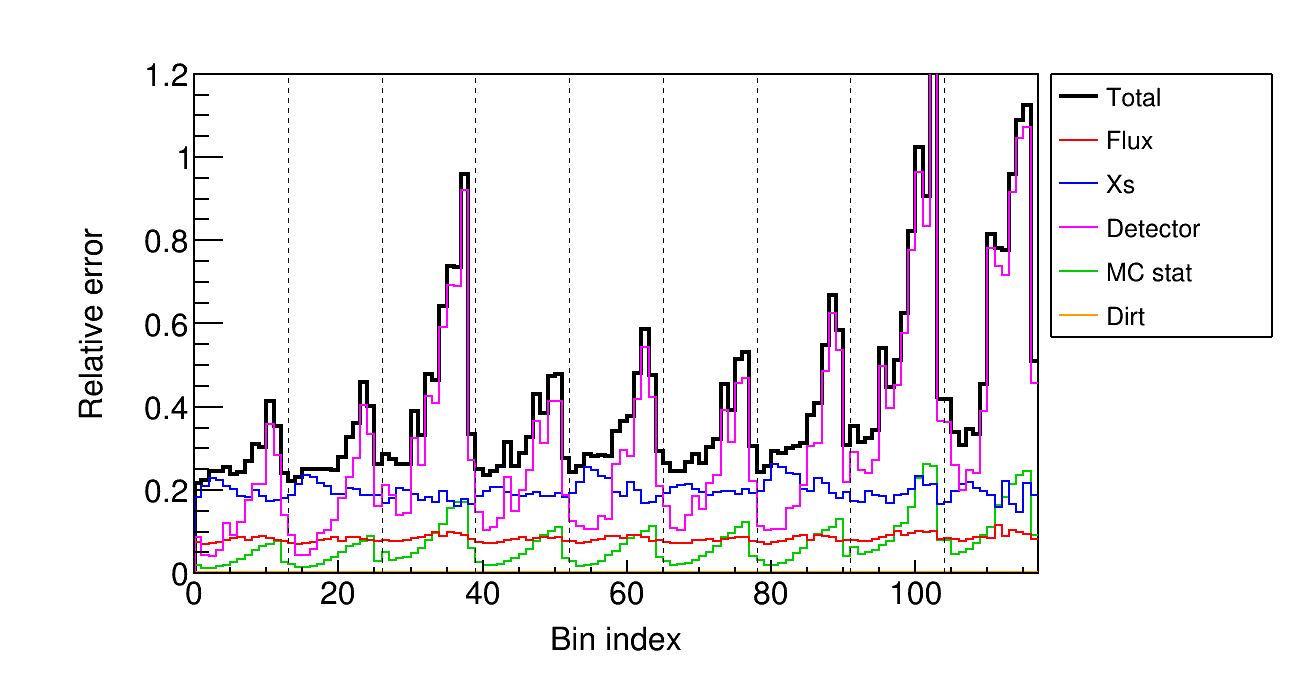 Relative error
1.2
1
0.8
0.6
0.4
0.2
0
0 20 40 60 80 100
Bin index
Total
Flux
Xs
Detector
MC stat
Dirt